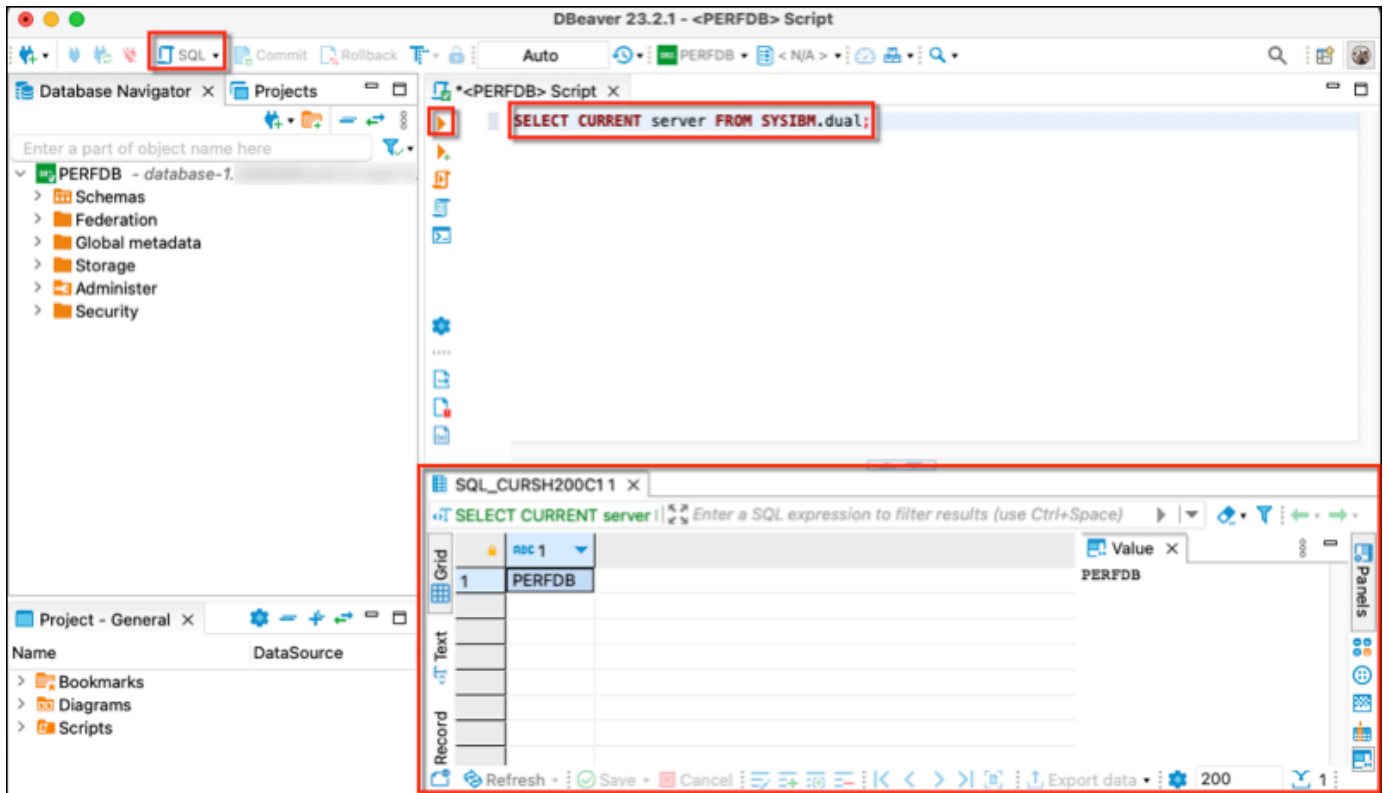 DBeaver 23.2.1 - <PERFDB> Script
SQL Commit Rollback Auto PERFDB < N/A >
Database Navigator Projects
Enter a part of object name here
PERFDB - database-1.
Schemas
Federation
Global metadata
Storage
Administer
Security
Project - General
Name DataSource
Bookmarks
Diagrams
Scripts
*<PERFDB> Script
SELECT CURRENT server FROM SYSIBM.dual;
SQL_CURSH200C1 1
SELECT CURRENT server Enter a SQL expression to filter results (use Ctrl+Space)
Grid
Text
Record
ABC 1
1 PERFDB
Value
PERFDB
Panels
Refresh Save Cancel Export data 200 1